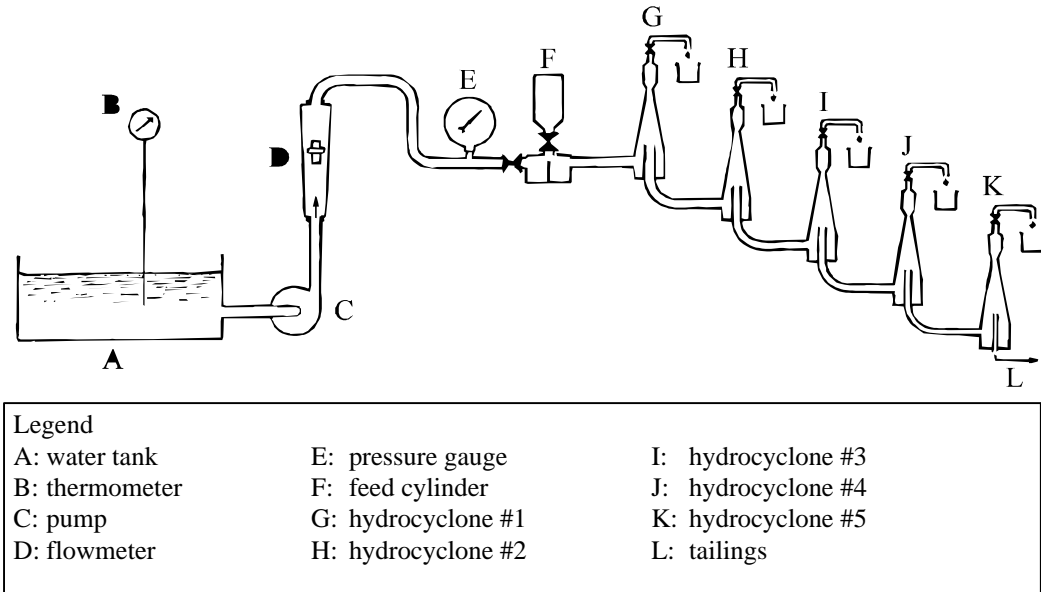 G
H
F
E
I
B
D
J
K
C
A
L
Legend
A: water tank E: pressure gauge I: hydrocyclone #3
B: thermometer F: feed cylinder J: hydrocyclone #4
C: pump G: hydrocyclone #1 K: hydrocyclone #5
D: flowmeter H: hydrocyclone #2 L: tailings